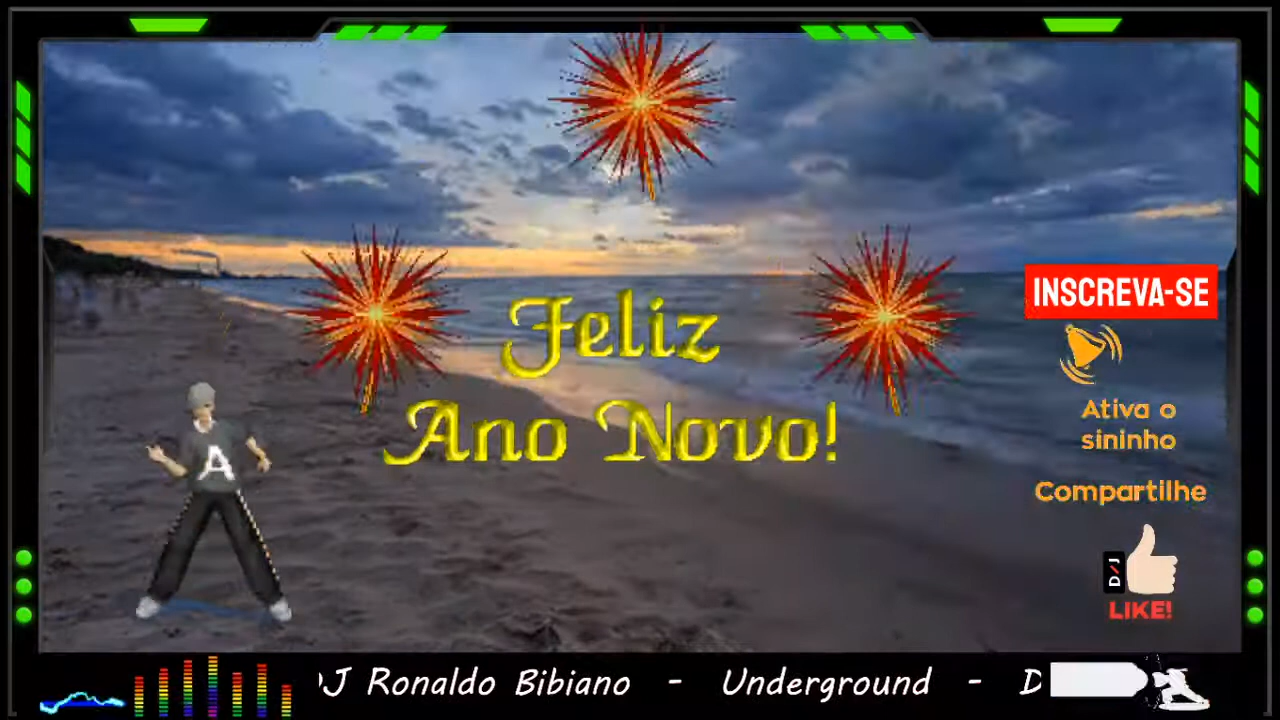 Feliz
Ano Novo!
INSCREVA-SE
Ativa o
sininho
Compartilhe
D/J
LIKE!
A
J Ronaldo Bibiano - Underground - D